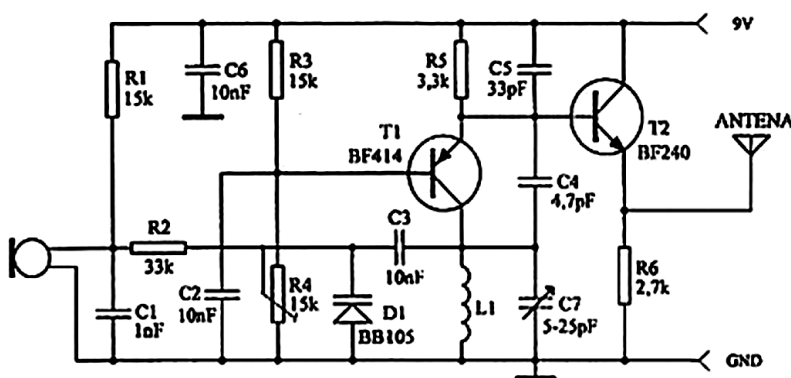 9V
R1
15k
C6
10nF
R3
15k
R5
3,3k
C5
33pF
T1
BF414
T2
BF240
ANTENA
C4
4,7pF
R2
33k
C3
10nF
R4
15k
C2
10nF
C1
1nF
D1
BB105
L1
C7
5-25pF
R6
2,7k
GND